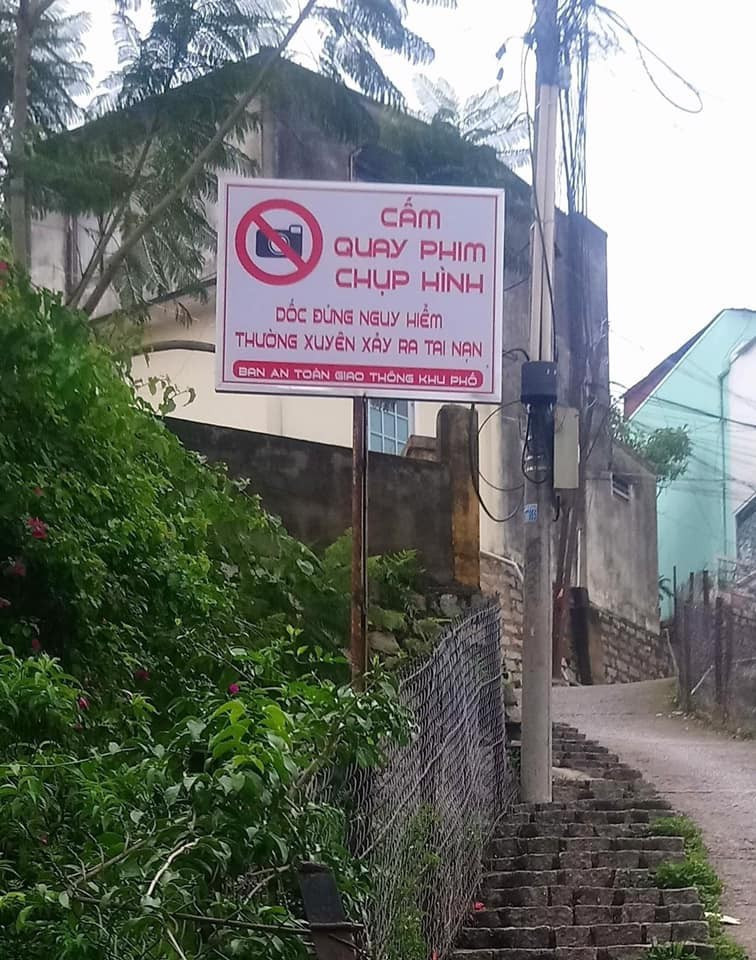 CẤM
QUAY PHIM
CHỤP HÌNH
DỐC ĐỨNG NGUY HIỂM
THƯỜNG XUYÊN XẢY RA TAI NẠN
BAN AN TOÀN GIAO THÔNG KHU PHỐ